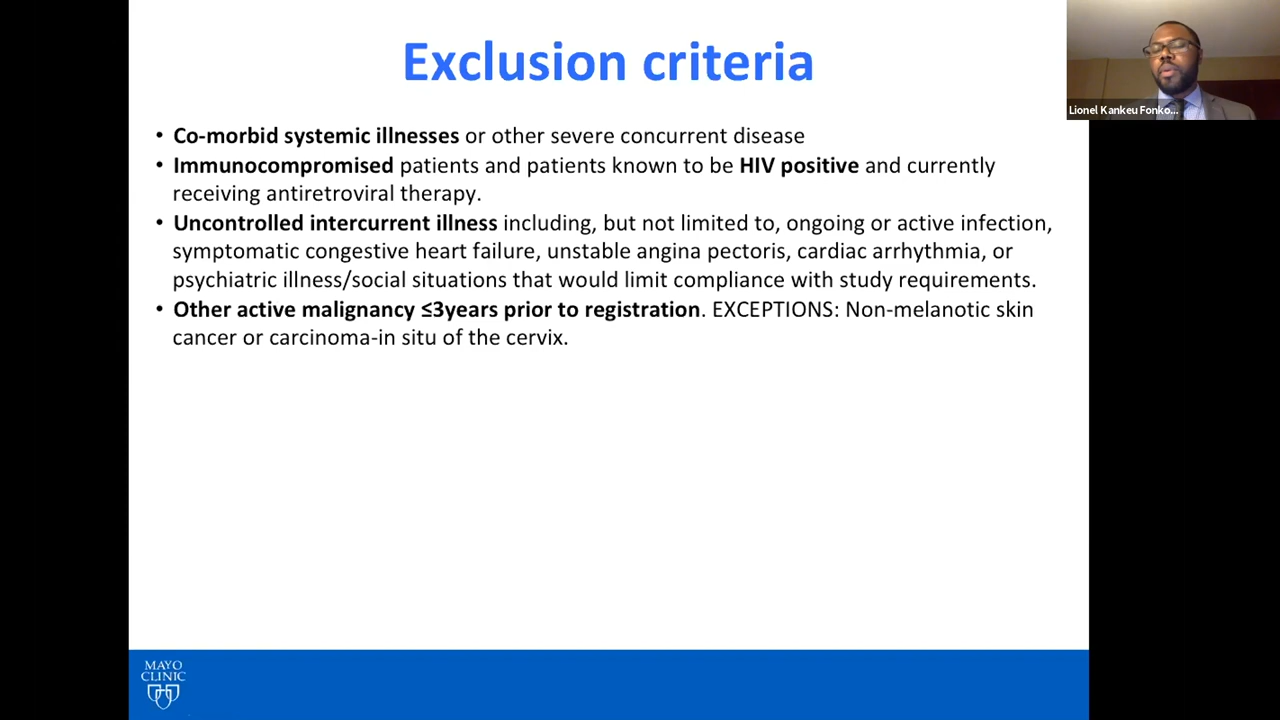 Exclusion criteria
Lionel Kankeu Fonko...
• Co-morbid systemic illnesses or other severe concurrent disease
• Immunocompromised patients and patients known to be HIV positive and currently
receiving antiretroviral therapy.
• Uncontrolled intercurrent illness including, but not limited to, ongoing or active infection,
symptomatic congestive heart failure, unstable angina pectoris, cardiac arrhythmia, or
psychiatric illness/social situations that would limit compliance with study requirements.
• Other active malignancy ≤3years prior to registration. EXCEPTIONS: Non-melanotic skin
cancer or carcinoma-in situ of the cervix.
MAYO
CLINIC